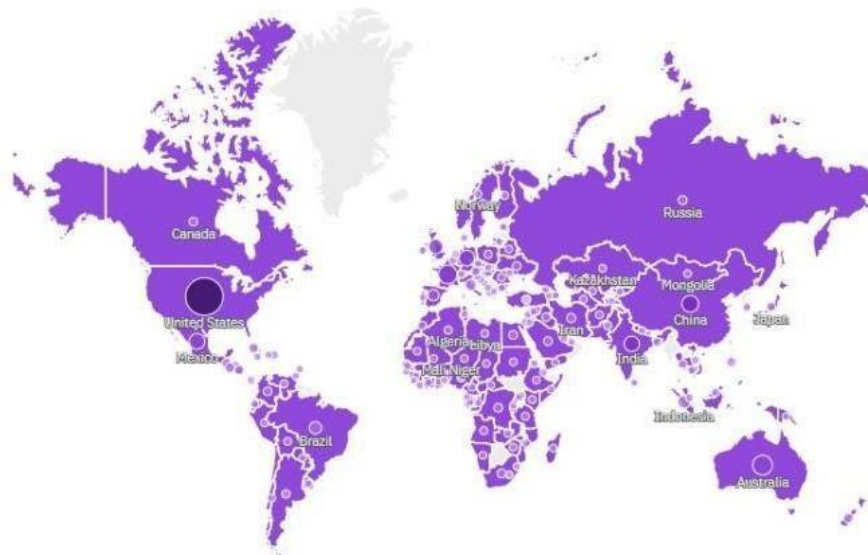 Norway
Russia
Canada
Kazakhstan
Mongolia
United States
China
Japan
Algeria
Libya
Iran
Mexico
India
Mali
Niger
Indonesia
Brazil
Australia